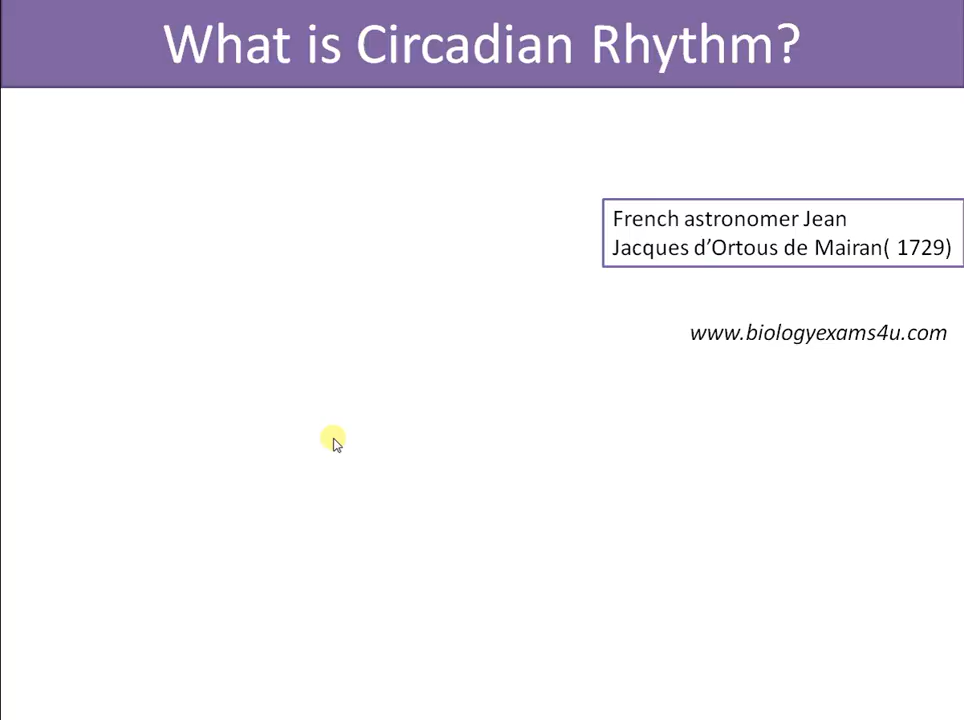 What is Circadian Rhythm?
French astronomer Jean
Jacques d’Ortous de Mairan( 1729)
www.biologyexams4u.com